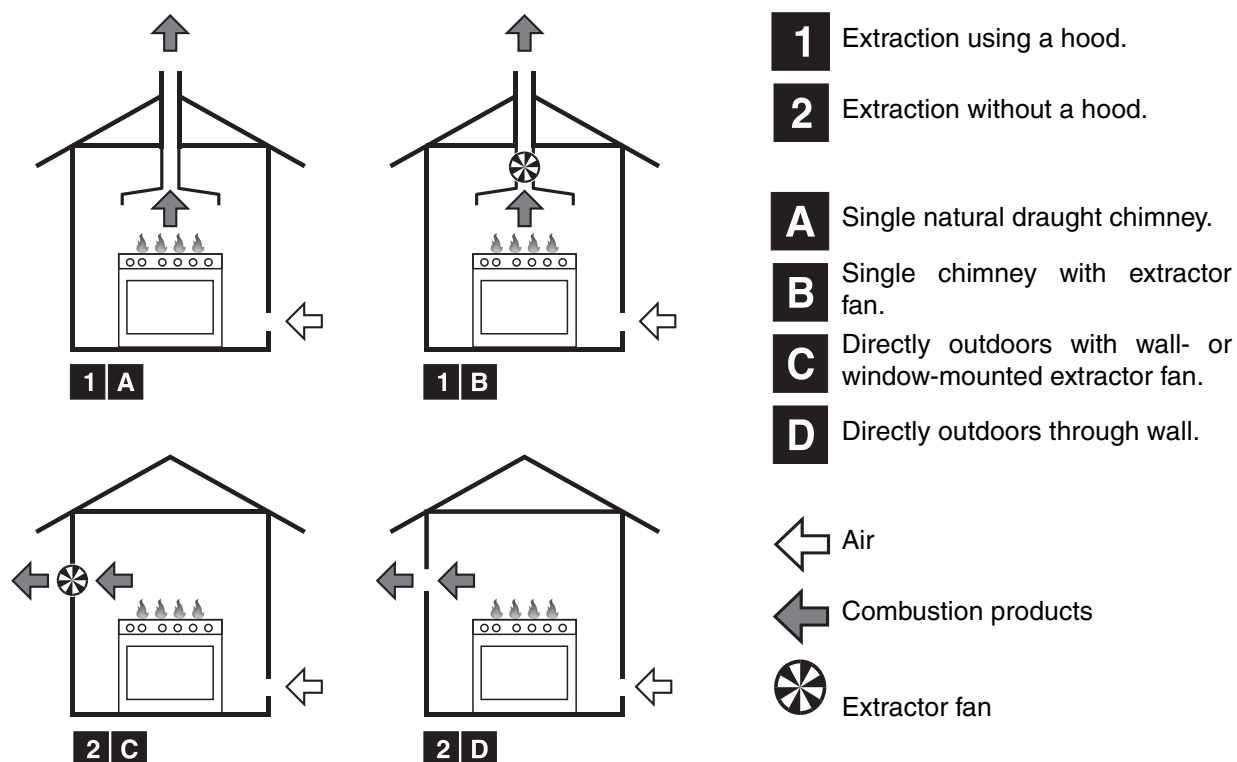 1 A
1 B
2 C
2 D
1 Extraction using a hood.
2 Extraction without a hood.
A Single natural draught chimney.
B Single chimney with extractor
fan.
C Directly outdoors with wall- or
window-mounted extractor fan.
D Directly outdoors through wall.
Air
Combustion products
Extractor fan